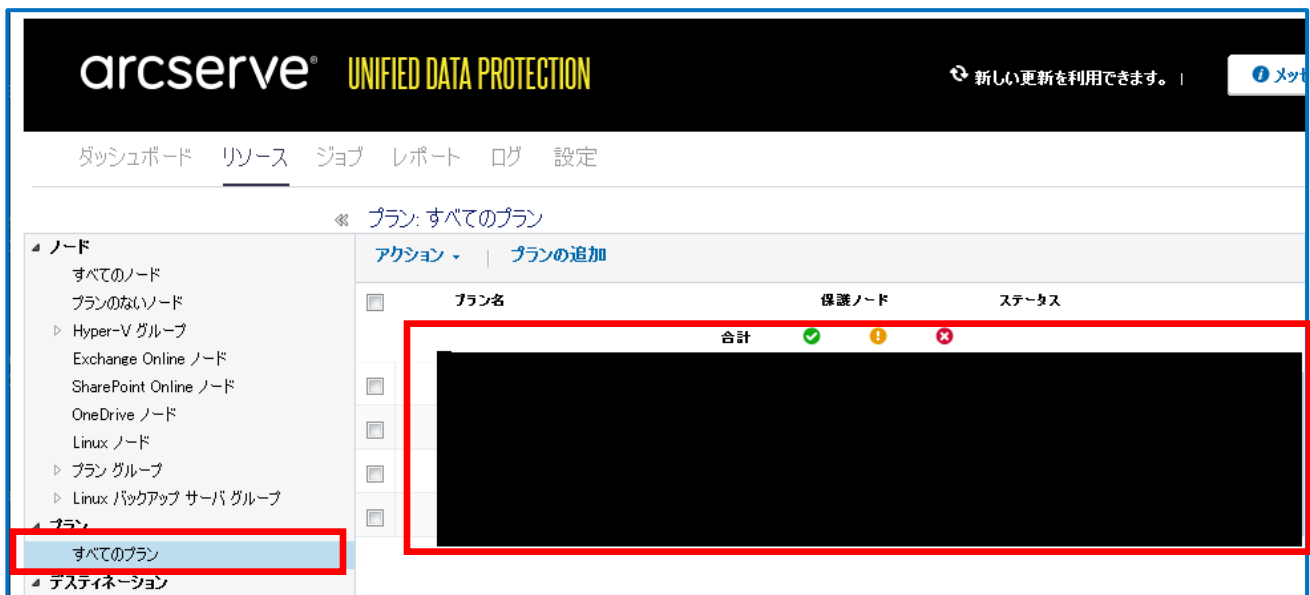 arcserve® UNIFIED DATA PROTECTION
新しい更新を利用できます。 |
ダッシュボード リソース ジョブ レポート ログ 設定
プラン: すべてのプラン
アクション | プランの追加
プラン名 保護ノード ステータス
合計
ノード
すべてのノード
プランのないノード
Hyper-V グループ
Exchange Online ノード
SharePoint Online ノード
OneDrive ノード
Linux ノード
プラン グループ
Linux バックアップ サーバ グループ
プラン
すべてのプラン
デスティネーション